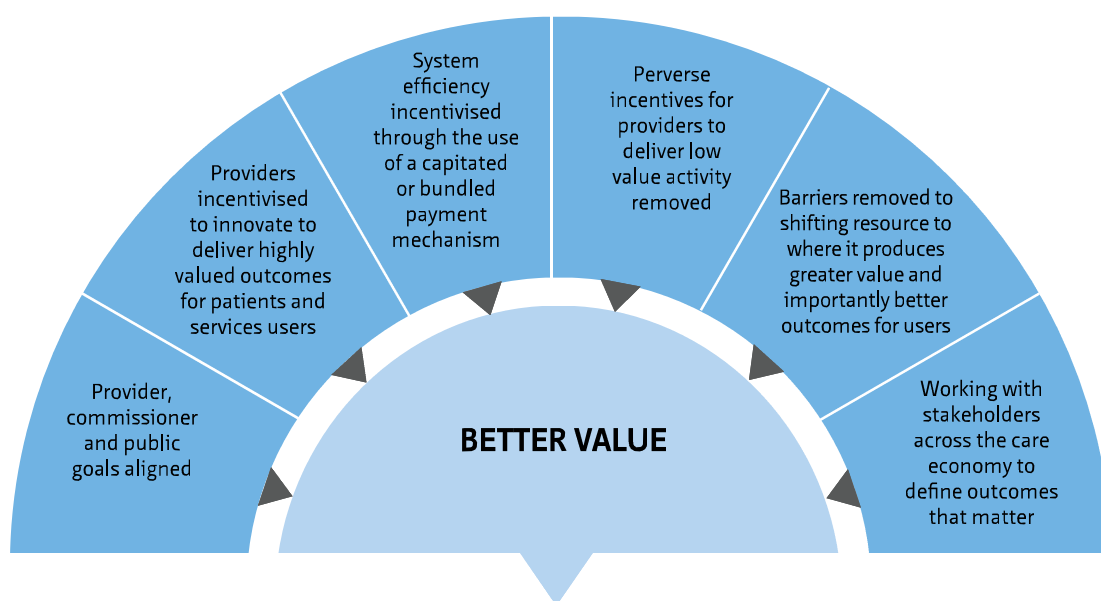 Provider,
commissioner
and public
goals aligned
Providers
incentivised
to innovate to
deliver highly
valued outcomes
for patients and
services users
System
efficiency
incentivised
through the use
of a capitated
or bundled
payment
mechanism
Perverse
incentives for
providers to
deliver low
value activity
removed
Barriers removed to
shifting resource to
where it produces
greater value and
importantly better
outcomes for users
Working with
stakeholders
across the care
economy to
define outcomes
that matter
BETTER VALUE